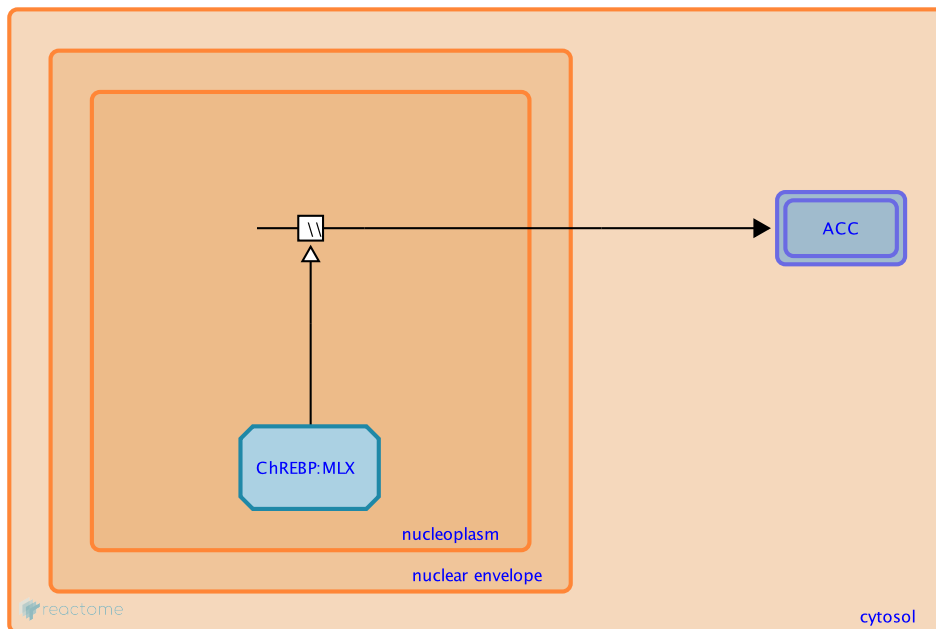 ACC
\\
ChREBP:MLX
nucleoplasm
nuclear envelope
reactome
cytosol